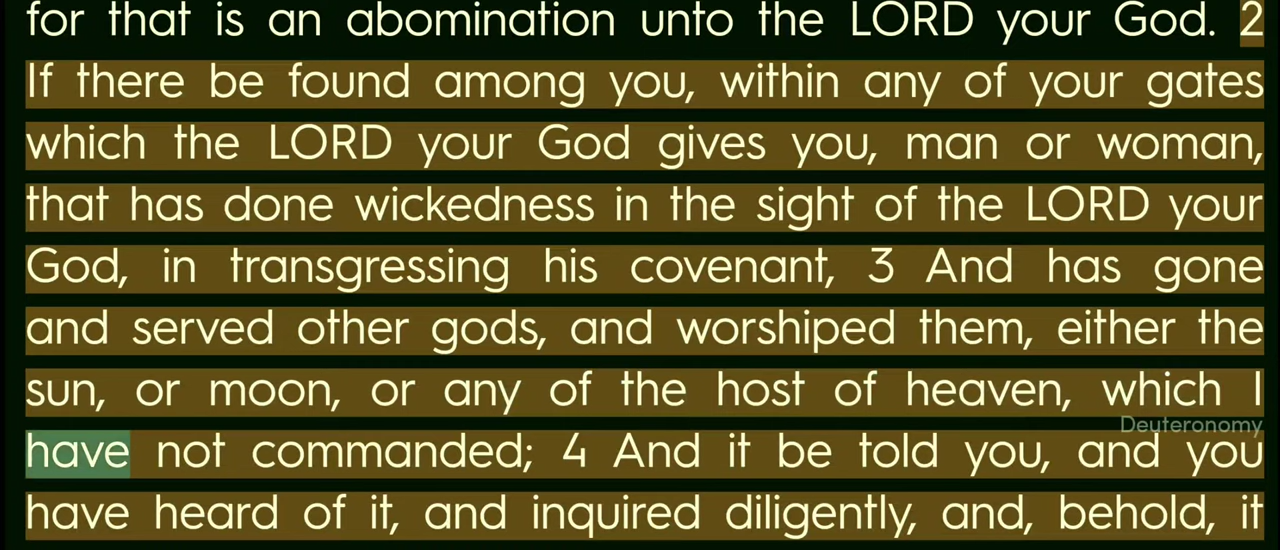 for that is an abomination unto the LORD your God. 2
If there be found among you, within any of your gates
which the LORD your God gives you, man or woman,
that has done wickedness in the sight of the LORD your
God, in transgressing his covenant, 3 And has gone
and served other gods, and worshiped them, either the
sun, or moon, or any of the host of heaven, which I
Deuteronomy
have not commanded; 4 And it be told you, and you
have heard of it, and inquired diligently, and, behold, it